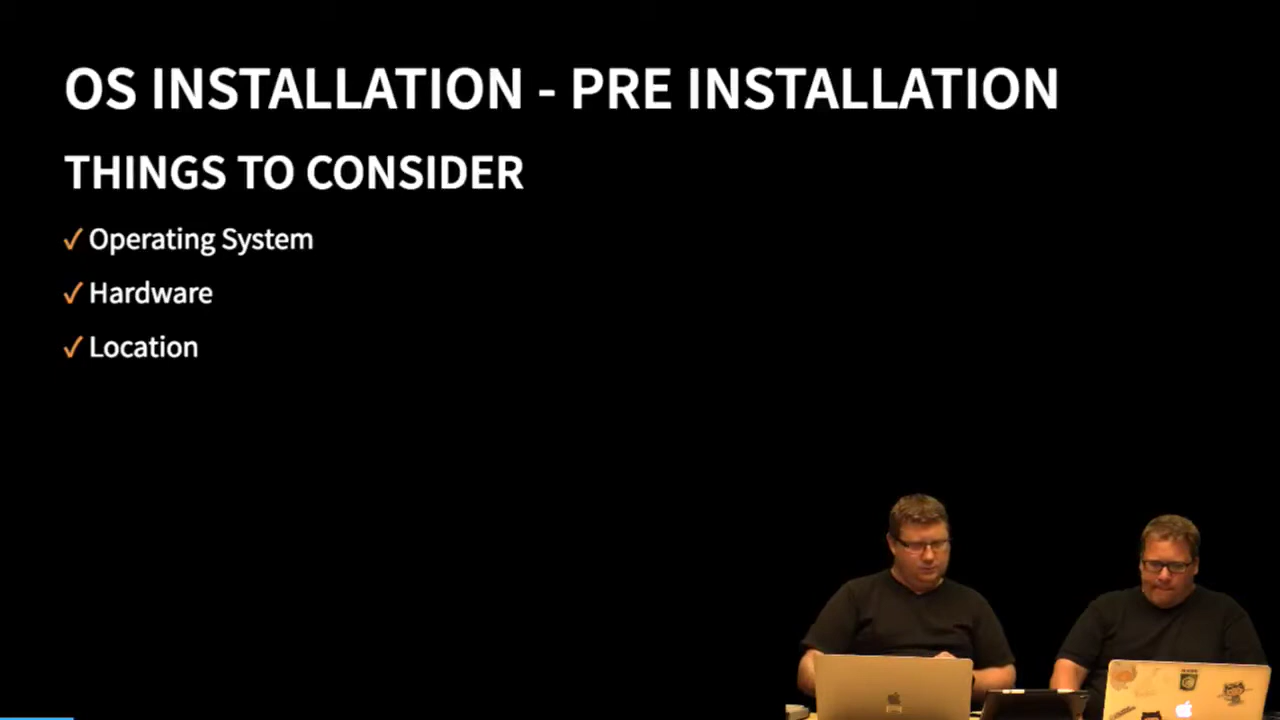 OS INSTALLATION - PRE INSTALLATION
THINGS TO CONSIDER
✓ Operating System
✓ Hardware
✓ Location